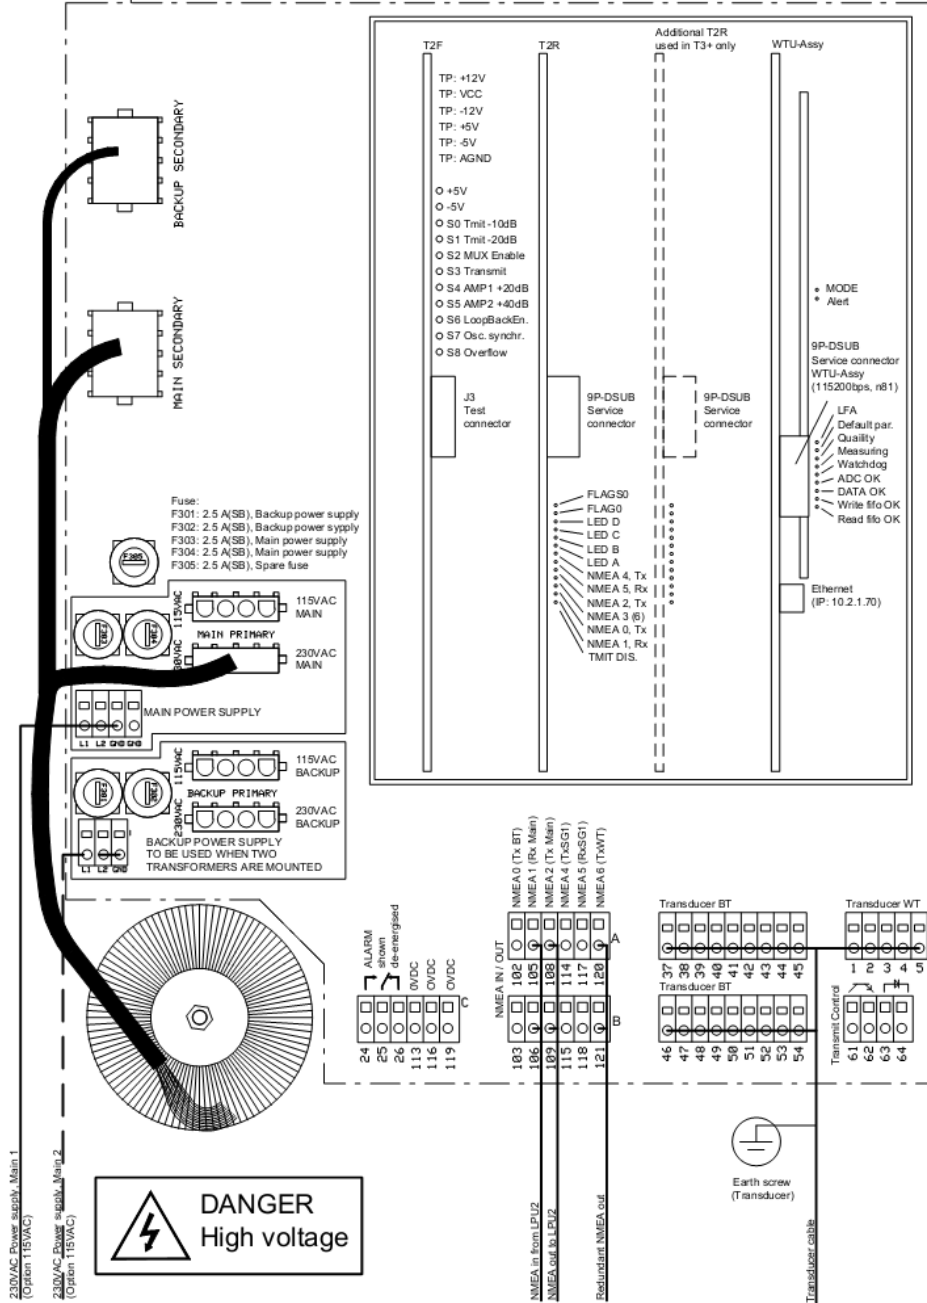 T2F
T2R
Additional T2R
used in T3+ only
WTU-Assy
TP: +12V
TP: VCC
TP: -12V
TP: +5V
TP: -5V
TP: AGND
+5V
-5V
S0 Tmit -10dB
S1 Tmit -20dB
S2 MUX Enable
S3 Transmit
S4 AMP1 +20dB
S5 AMP2 +40dB
S6 LoopBackEn.
S7 Osc. synchr.
S8 Overflow
J3
Test
connector
9P-DSUB
Service
connector
9P-DSUB
Service
connector
MODE
Alert
9P-DSUB
Service connector
WTU-Assy
(115200bps, n81)
LFA
Default par.
Quaility
Measuring
Watchdog
ADC OK
DATA OK
Write fifo OK
Read fifo OK
Ethernet
(IP: 10.2.1.70)
FLAGS0
FLAG0
LED D
LED C
LED B
LED A
NMEA 4, Tx
NMEA 5, Rx
NMEA 2, Tx
NMEA 3 (6)
NMEA 0, Tx
NMEA 1, Rx
TMIT DIS.
BACKUP SECONDARY
MAIN SECONDARY
Fuse:
F301: 2.5 A(SB), Backup power supply
F302: 2.5 A(SB), Backup power sypply
F303: 2.5 A(SB), Main power supply
F304: 2.5 A(SB), Main power supply
F305: 2.5 A(SB), Spare fuse
F305
F303
F304
115VAC
115VAC
MAIN
MAIN PRIMARY
230VAC
MAIN
MAIN POWER SUPPLY
L1 L2 GND GND
F301
F302
115VAC
115VAC
BACKUP
BACKUP PRIMARY
230VAC
230VAC
BACKUP
BACKUP POWER SUPPLY
TO BE USED WHEN TWO
TRANSFORMERS ARE MOUNTED
L1 L2 GND
ALARM
shown
de-energised
0VDC
0VDC
0VDC
C
24 25 26 113 116 119
NMEA IN / OUT
NMEA 0 (Tx BT)
NMEA 1 (Rx Main)
NMEA 2 (Tx Main)
NMEA 4 (TxSG1)
NMEA 5 (RxSG1)
NMEA 6 (TxWT)
A
102 105 108 114 117 120
B
103 106 109 115 118 121
Transducer BT
37 38 39 40 41 42 43 44 45
Transducer BT
46 47 48 49 50 51 52 53 54
Transducer WT
1 2 3 4 5
Transmit Control
61 62 63 64
Earth screw
(Transducer)
DANGER
High voltage
230VAC Power supply, Main 1
(Option 115VAC)
230VAC Power supply, Main 2
(Option 115VAC)
NMEA in from LPU2
NMEA out to LPU2
Redundant NMEA out
Transducer cable